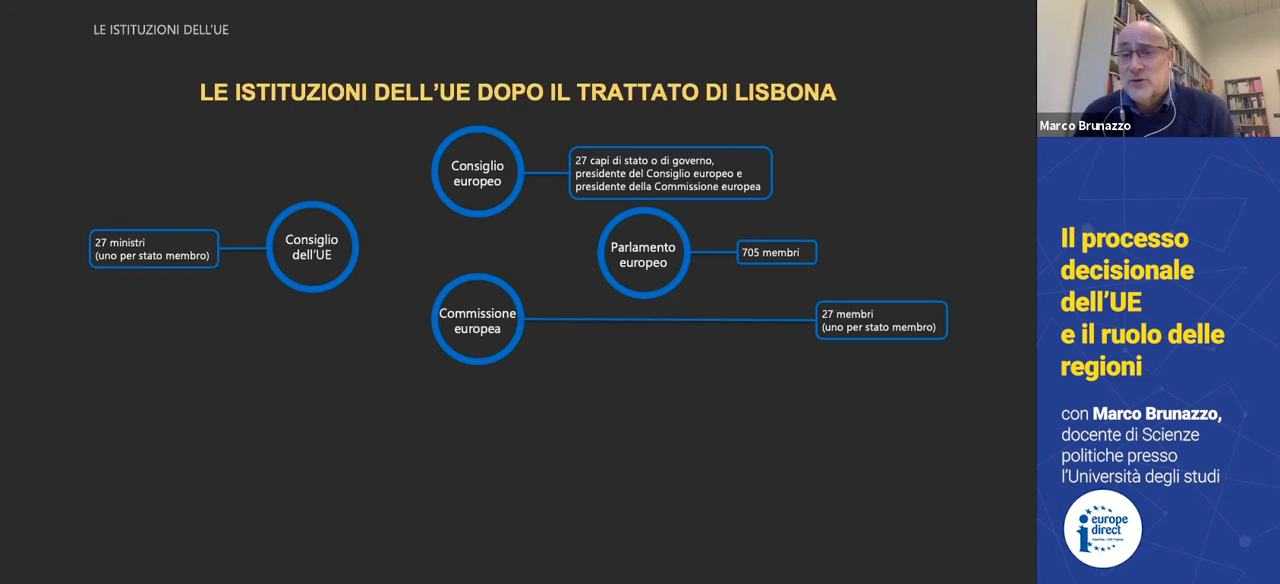 LE ISTITUZIONI DELL'UE
LE ISTITUZIONI DELL'UE DOPO IL TRATTATO DI LISBONA
Consiglio
europeo
27 capi di stato o di governo,
presidente del Consiglio europeo e
presidente della Commissione europea
27 ministri
(uno per stato membro)
Consiglio
dell'UE
Parlamento
europeo
705 membri
Commissione
europea
27 membri
(uno per stato membro)
Marco Brunazzo
Il processo
decisionale
dell'UE
e il ruolo delle
regioni
con Marco Brunazzo,
docente di Scienze
politiche presso
l'Università degli studi
europe
direct